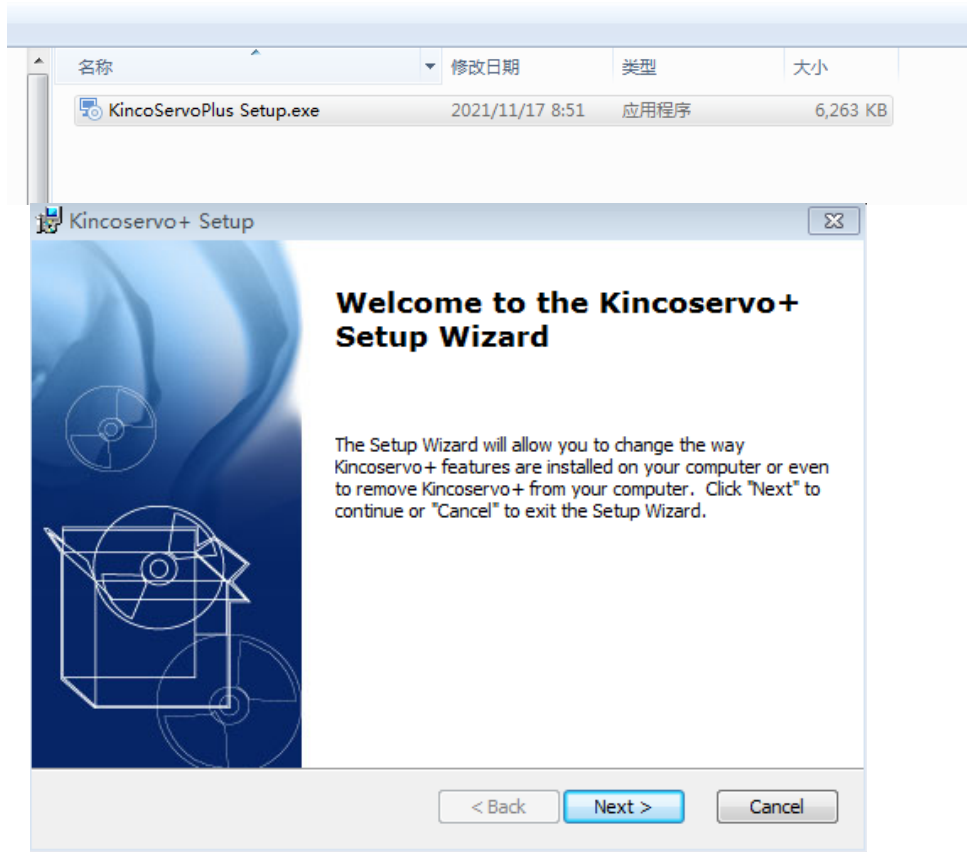 名称 修改日期 类型 大小
KincoServoPlus Setup.exe 2021/11/17 8:51 应用程序 6,263 KB
Kincoservo+ Setup
Welcome to the Kincoservo+
Setup Wizard
The Setup Wizard will allow you to change the way
Kincoservo+ features are installed on your computer or even
to remove Kincoservo+ from your computer. Click "Next" to
continue or "Cancel" to exit the Setup Wizard.
< Back Next > Cancel